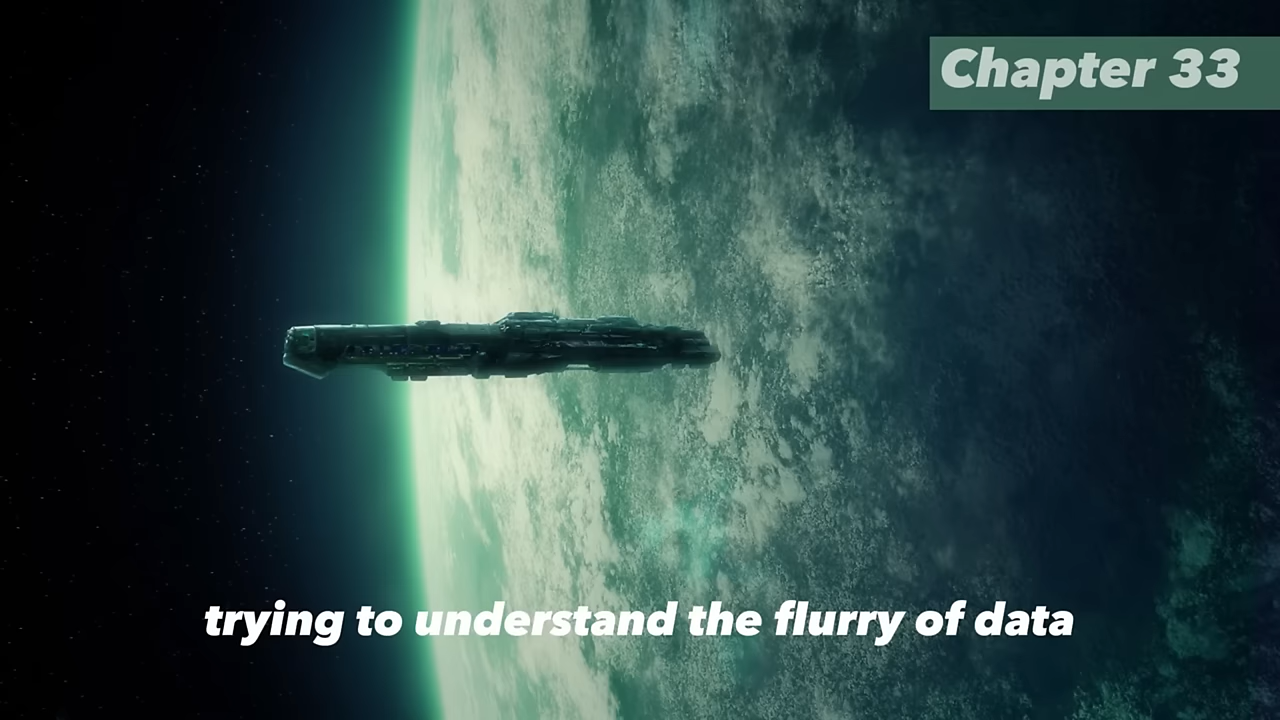 Chapter 33
trying to understand the flurry of data